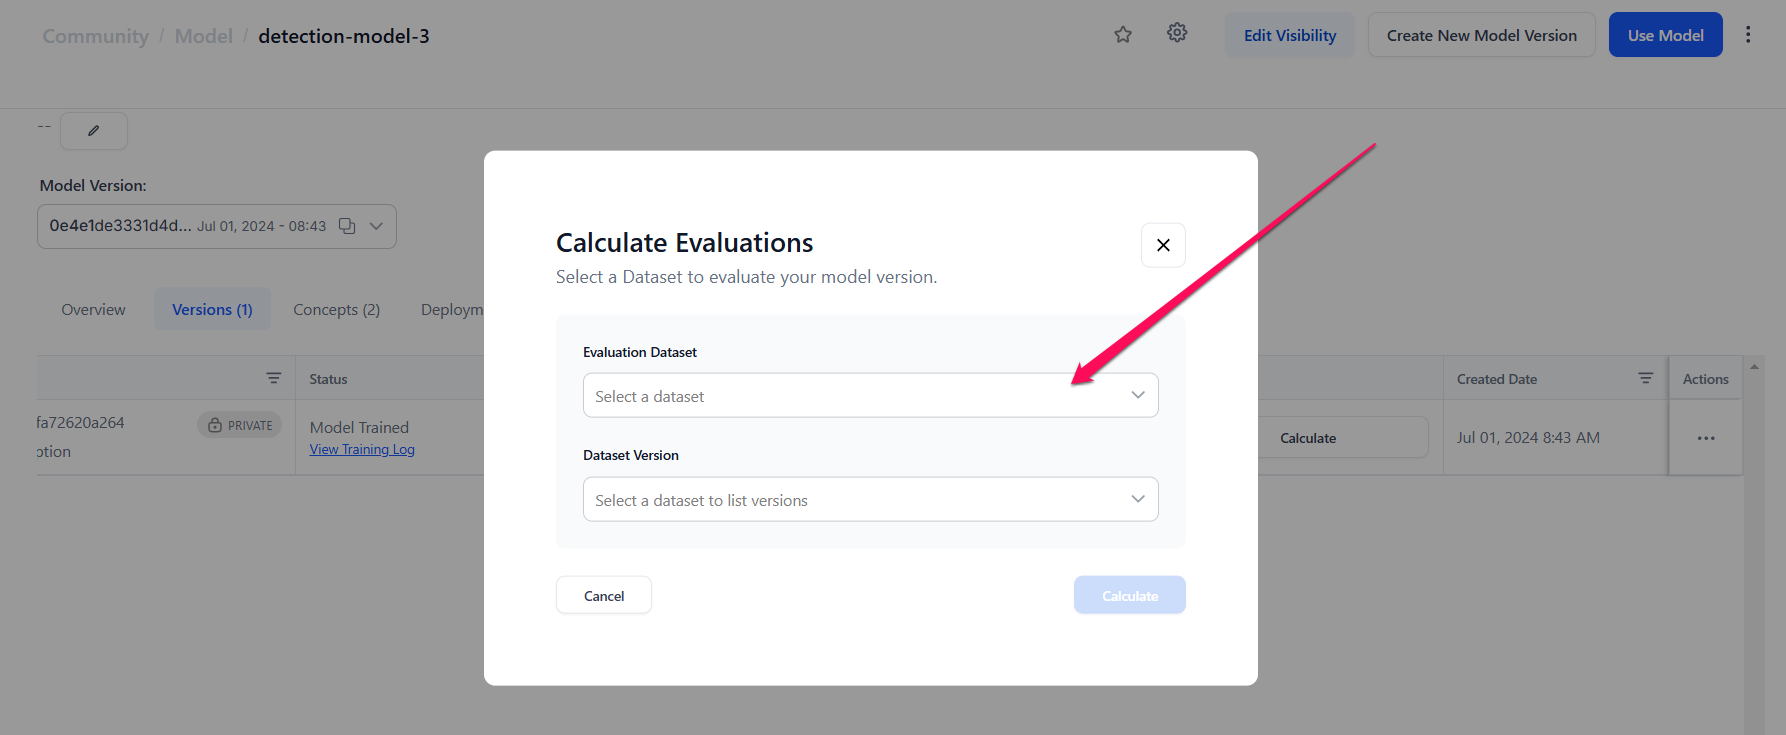 Community / Model / detection-model-3
Edit Visibility
Create New Model Version
Use Model
--
Model Version:
0e4e1de3331d4d... Jul 01, 2024 - 08:43
Overview
Versions (1)
Concepts (2)
Deploym
Status
Created Date
Actions
fa72620a264
PRIVATE
otion
Model Trained
View Training Log
Calculate
Jul 01, 2024 8:43 AM
Calculate Evaluations
Select a Dataset to evaluate your model version.
Evaluation Dataset
Select a dataset
Dataset Version
Select a dataset to list versions
Cancel
Calculate